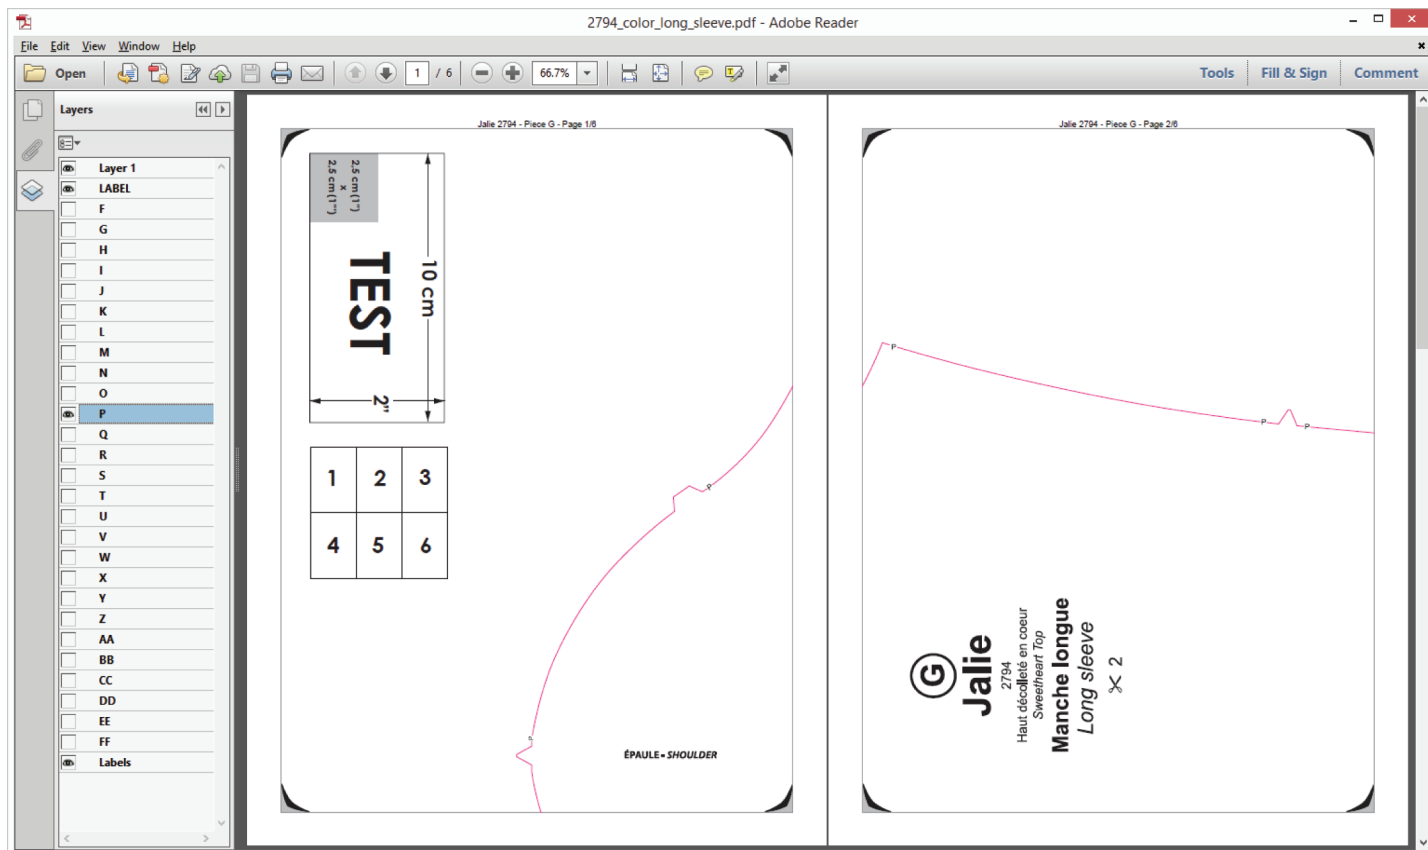 2794_color_long_sleeve.pdf - Adobe Reader
File Edit View Window Help
Open
1 / 6
66.7%
Tools
Fill & Sign
Comment
Layers
Layer 1
LABEL
F
G
H
I
J
K
L
M
N
O
P
Q
R
S
T
U
V
W
X
Y
Z
AA
BB
CC
DD
EE
FF
Labels
Jalie 2794 - Piece G - Page 1/6
2,5 cm (1")
x
2,5 cm (1")
10 cm
TEST
2"
1 2 3
4 5 6
P
P
ÉPAULE - SHOULDER
Jalie 2794 - Piece G - Page 2/6
P
P
P
G
Jalie
2794
Haut décolleté en coeur
Sweetheart Top
Manche longue
Long sleeve
2